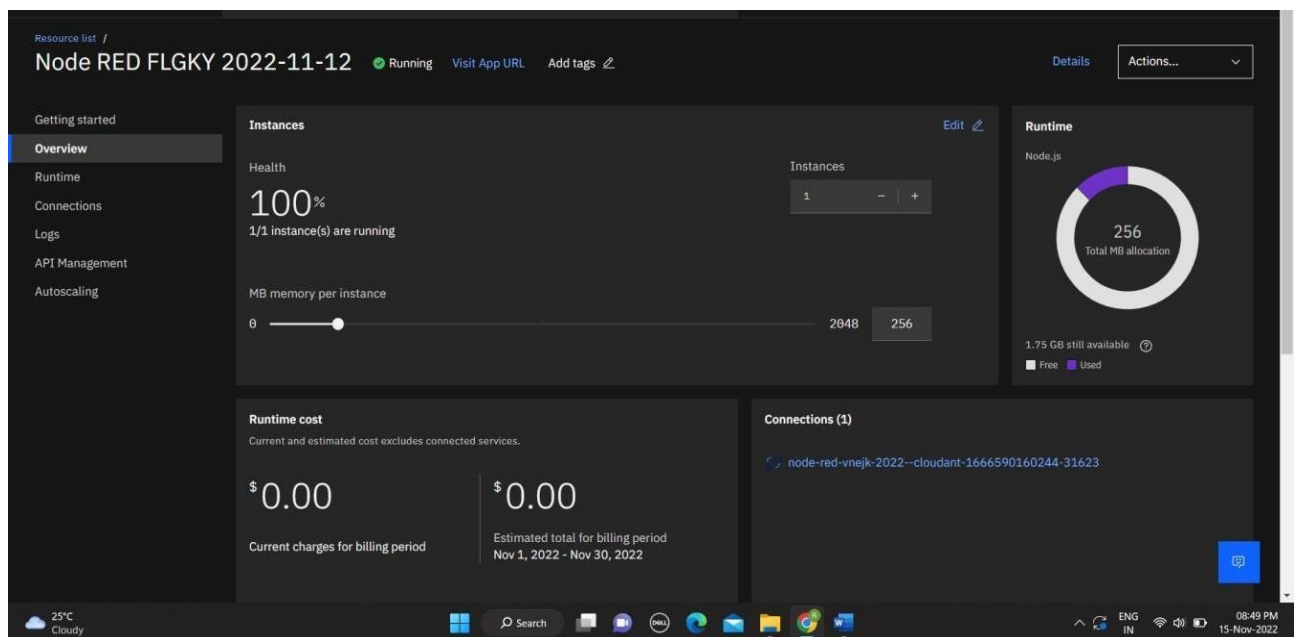 Resource list /
Node RED FLGKY 2022-11-12
Running
Visit App URL
Add tags
Details
Actions...
Getting started
Overview
Runtime
Connections
Logs
API Management
Autoscaling
Instances
Edit
Health
100%
1/1 instance(s) are running
Instances
1 - | +
MB memory per instance
0
2048
256
Runtime
Node.js
256
Total MB allocation
1.75 GB still available
Free
Used
Runtime cost
Current and estimated cost excludes connected services.
$0.00
Current charges for billing period
$0.00
Estimated total for billing period
Nov 1, 2022 - Nov 30, 2022
Connections (1)
node-red-vnejk-2022--cloudant-1666590160244-31623
25°C
Cloudy
Search
DELL
ENG
IN
08:49 PM
15-Nov-2022